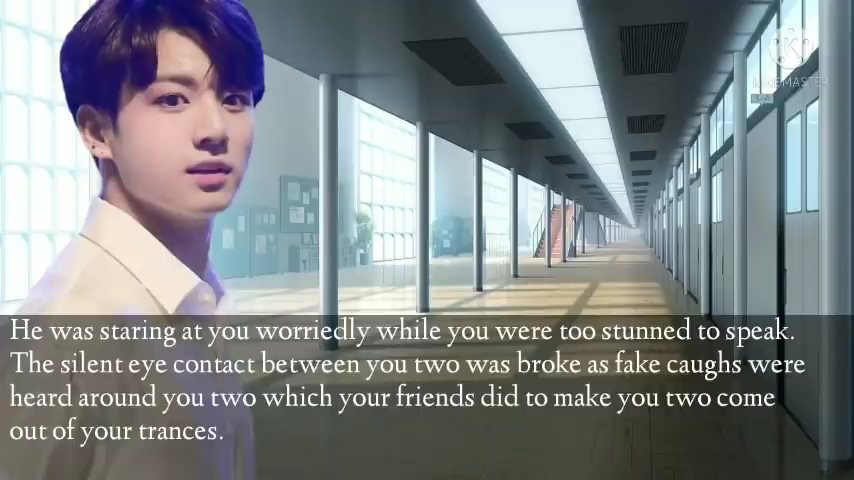 KINEMASTER
He was staring at you worriedly while you were too stunned to speak.
The silent eye contact between you two was broke as fake caughs were
heard around you two which your friends did to make you two come
out of your trances.